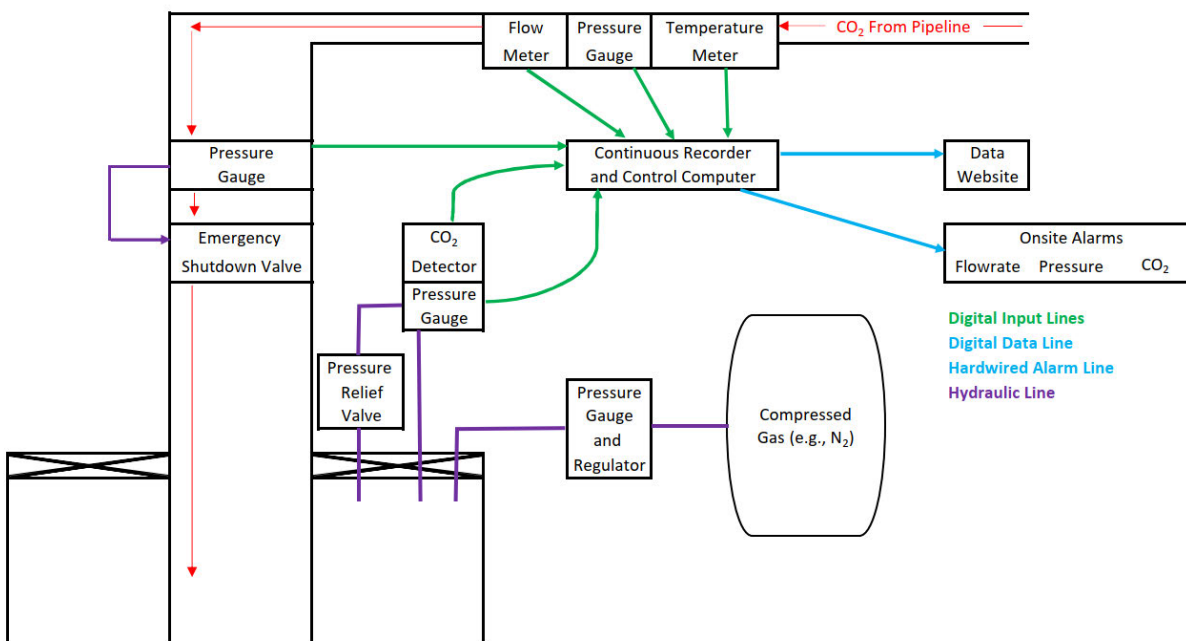 Flow
Meter
Pressure
Gauge
Temperature
Meter
CO₂ From Pipeline
Pressure
Gauge
Continuous Recorder
and Control Computer
Data
Website
Emergency
Shutdown Valve
CO₂
Detector
Pressure
Gauge
Onsite Alarms
Flowrate Pressure CO₂
Digital Input Lines
Digital Data Line
Hardwired Alarm Line
Hydraulic Line
Pressure
Relief
Valve
Pressure
Gauge
and
Regulator
Compressed
Gas (e.g., N₂)